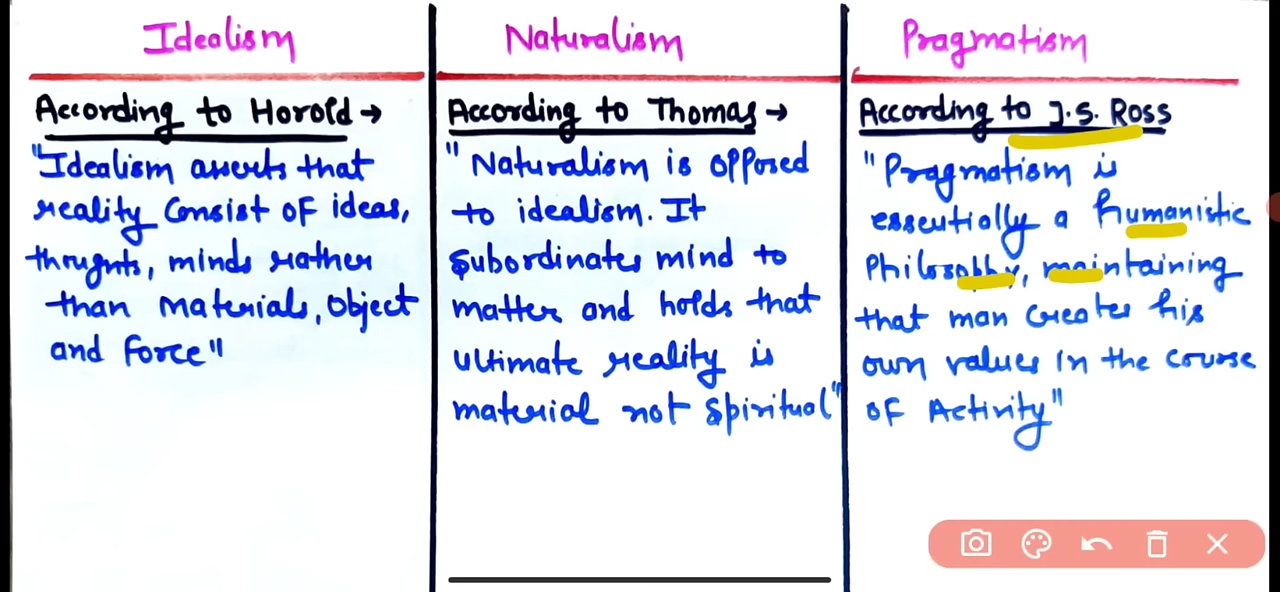 Idealism
According to Horold →
"Idealism asserts that
reality Consist of ideas,
thoughts, minds rather
than Materials, Object
and Force"
Naturalism
According to Thomas →
"Naturalism is opposed
to idealism. It
Subordinates mind to
matter and holds that
ultimate reality is
material not Spiritual"
Pragmatism
According to J.S. Ross
"Pragmatism is
essentially a humanistic
Philosophy, maintaining
that man creates his
own values in the course
of Activity"